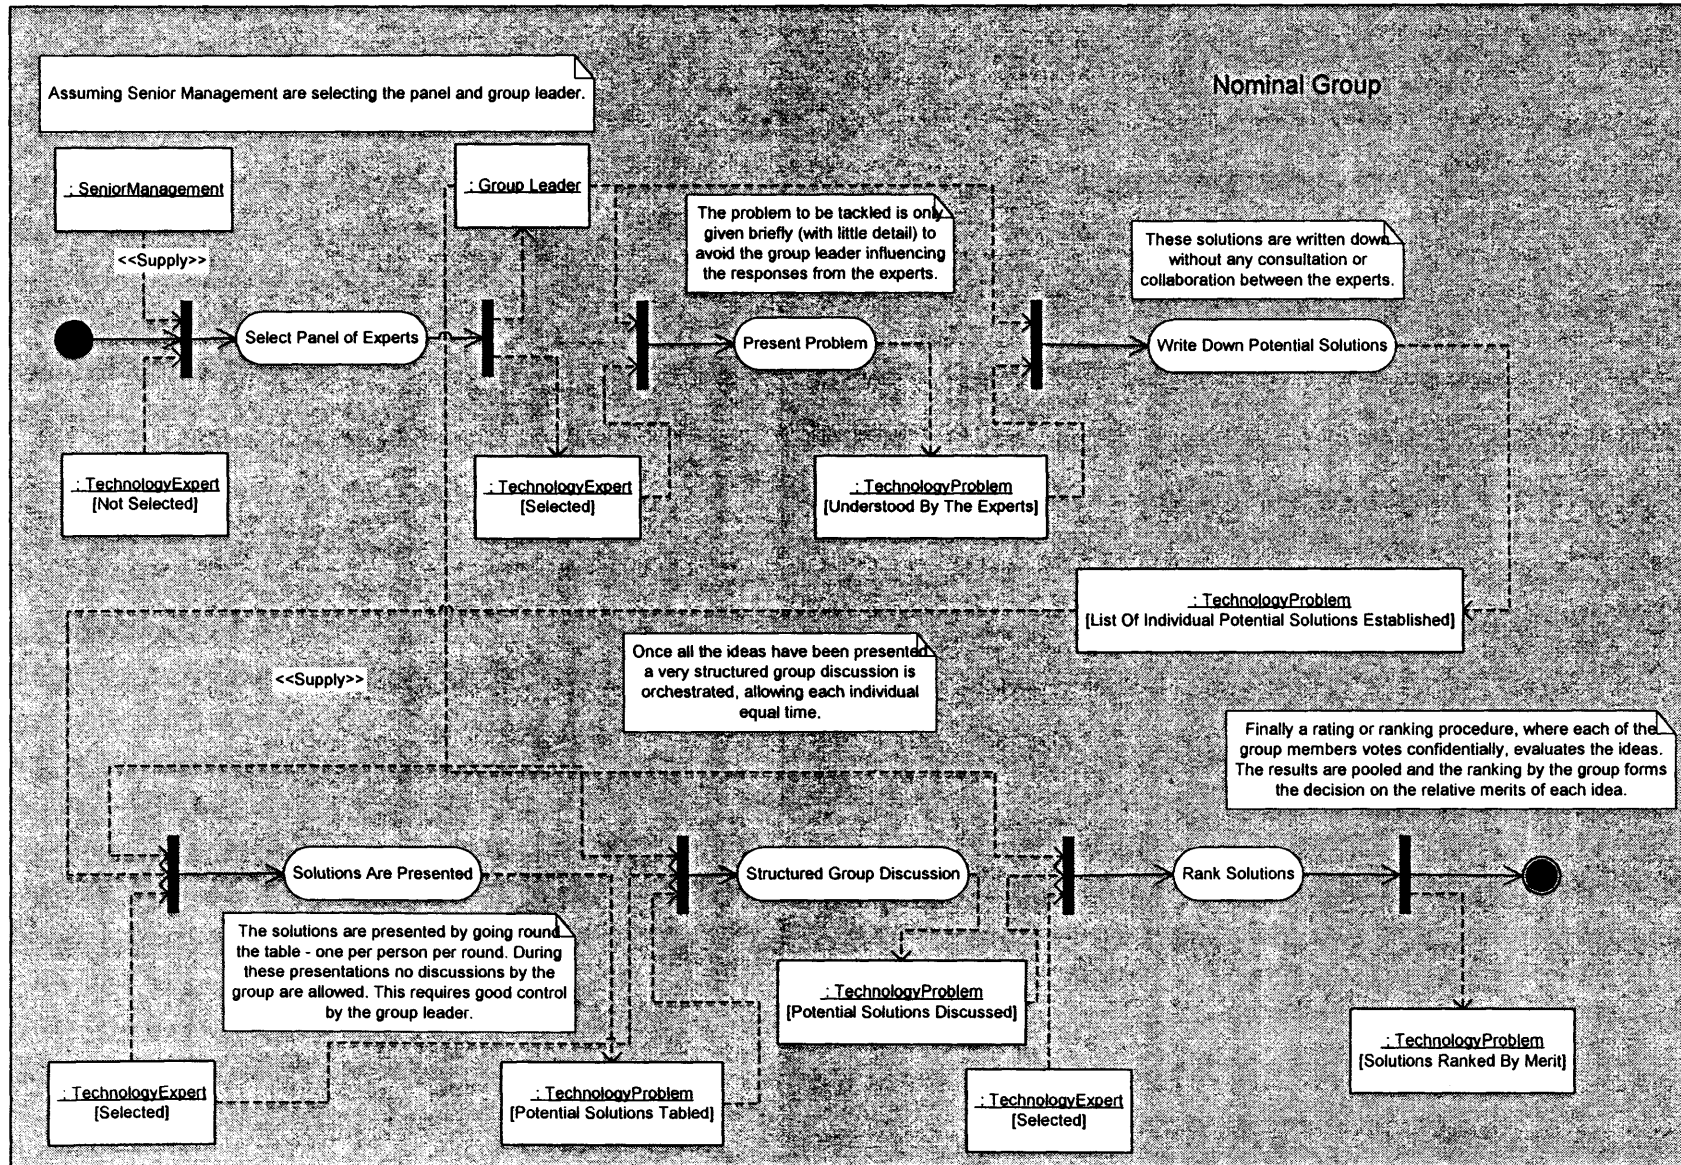 Nominal Group
Assuming Senior Management are selecting the panel and group leader.
: SeniorManagement
: Group Leader
<<Supply>>
The problem to be tackled is only
given briefly (with little detail) to
avoid the group leader influencing
the responses from the experts.
These solutions are written down
without any consultation or
collaboration between the experts.
Select Panel of Experts
Present Problem
Write Down Potential Solutions
: TechnologyExpert
[Not Selected]
: TechnologyExpert
[Selected]
: TechnologyProblem
[Understood By The Experts]
: TechnologyProblem
[List Of Individual Potential Solutions Established]
<<Supply>>
Once all the ideas have been presented
a very structured group discussion is
orchestrated, allowing each individual
equal time.
Finally a rating or ranking procedure, where each of the
group members votes confidentially, evaluates the ideas.
The results are pooled and the ranking by the group forms
the decision on the relative merits of each idea.
Solutions Are Presented
Structured Group Discussion
Rank Solutions
The solutions are presented by going round
the table - one per person per round. During
these presentations no discussions by the
group are allowed. This requires good control
by the group leader.
: TechnologyProblem
[Potential Solutions Discussed]
: TechnologyProblem
[Solutions Ranked By Merit]
: TechnologyExpert
[Selected]
: TechnologyProblem
[Potential Solutions Tabled]
: TechnologyExpert
[Selected]